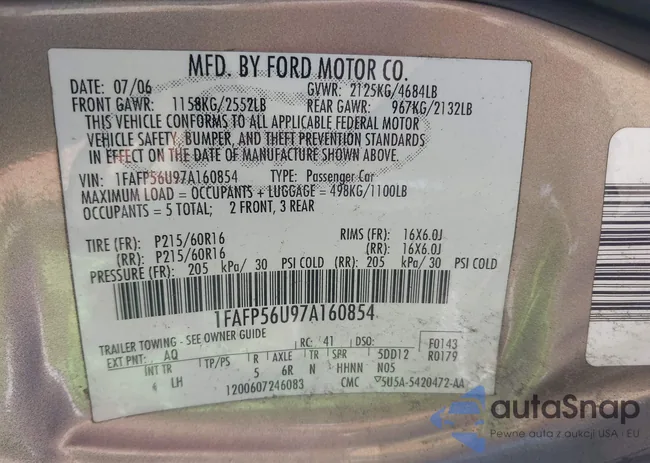 MFD. BY FORD MOTOR CO.
DATE: 07/06 GVWR: 2125KG/4684LB
FRONT GAWR: 1158KG/2552LB REAR GAWR: 967KG/2132LB
THIS VEHICLE CONFORMS TO ALL APPLICABLE FEDERAL MOTOR
VEHICLE SAFETY, BUMPER, AND THEFT PREVENTION STANDARDS
IN EFFECT ON THE DATE OF MANUFACTURE SHOWN ABOVE.
VIN: 1FAFP56U97A160854 TYPE: Passenger Car
MAXIMUM LOAD = OCCUPANTS + LUGGAGE = 498KG/1100LB
OCCUPANTS = 5 TOTAL: 2 FRONT, 3 REAR
TIRE (FR): P215/60R16 RIMS (FR): 16X6.0J
(RR): P215/60R16 (RR): 16X6.0J
PRESSURE (FR): 205 kPa/ 30 PSI COLD (RR): 205 kPa/ 30 PSI COLD
1FAFP56U97A160854
TRAILER TOWING - SEE OWNER GUIDE RC: 41 DSO: F0143
EXT PNT: AQ 5DD12 R0179
INT TR TP/PS R AXLE TR SPR N05
4 LH 5 6R N HHNN
1200607246083 CMC ▽5U5A-5420472-AA
autaSnap
Pewne auta z aukcji USA - EU